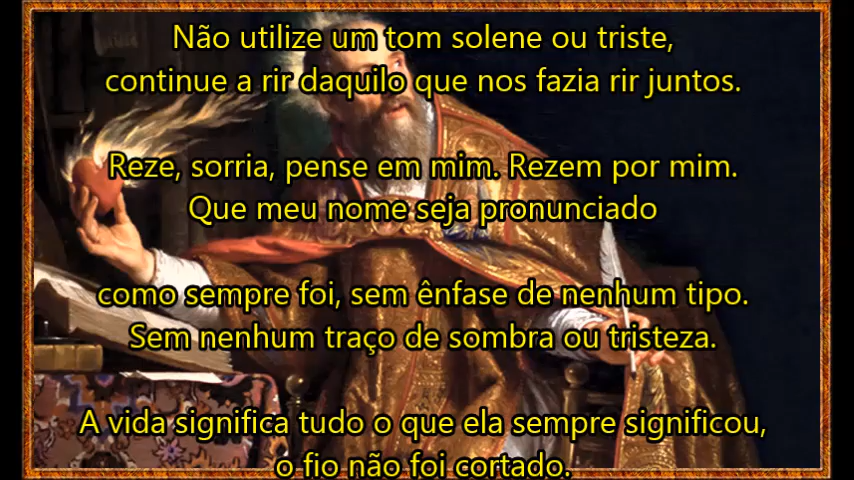 Não utilize um tom solene ou triste,
continue a rir daquilo que nos fazia rir juntos.
Reze, sorria, pense em mim. Rezem por mim.
Que meu nome seja pronunciado
como sempre foi, sem ênfase de nenhum tipo.
Sem nenhum traço de sombra ou tristeza.
A vida significa tudo o que ela sempre significou,
o fio não foi cortado.